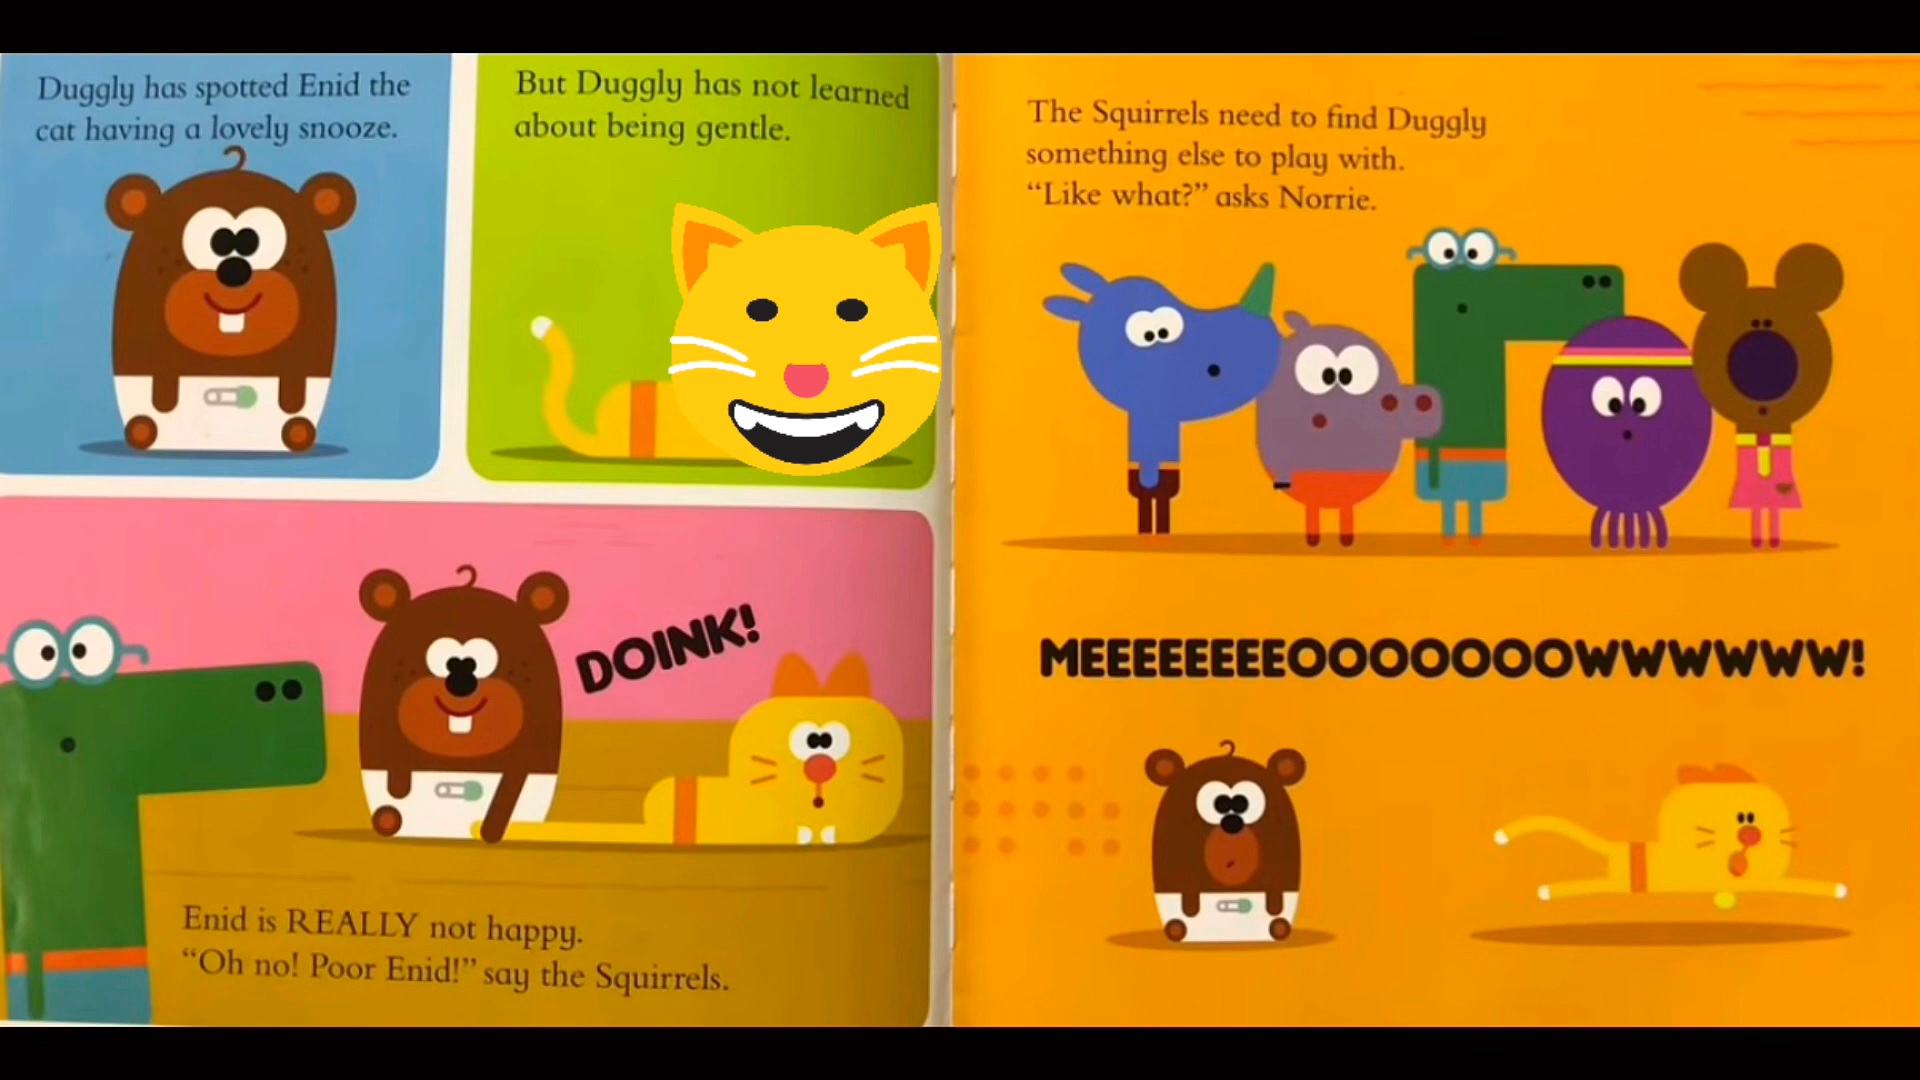 Duggly has spotted Enid the
cat having a lovely snooze.
But Duggly has not learned
about being gentle.
DOINK!
Enid is REALLY not happy.
“Oh no! Poor Enid!” say the Squirrels.
The Squirrels need to find Duggly
something else to play with.
“Like what?” asks Norrie.
MEEEEEEEEOOOOOOOWWWWWW!